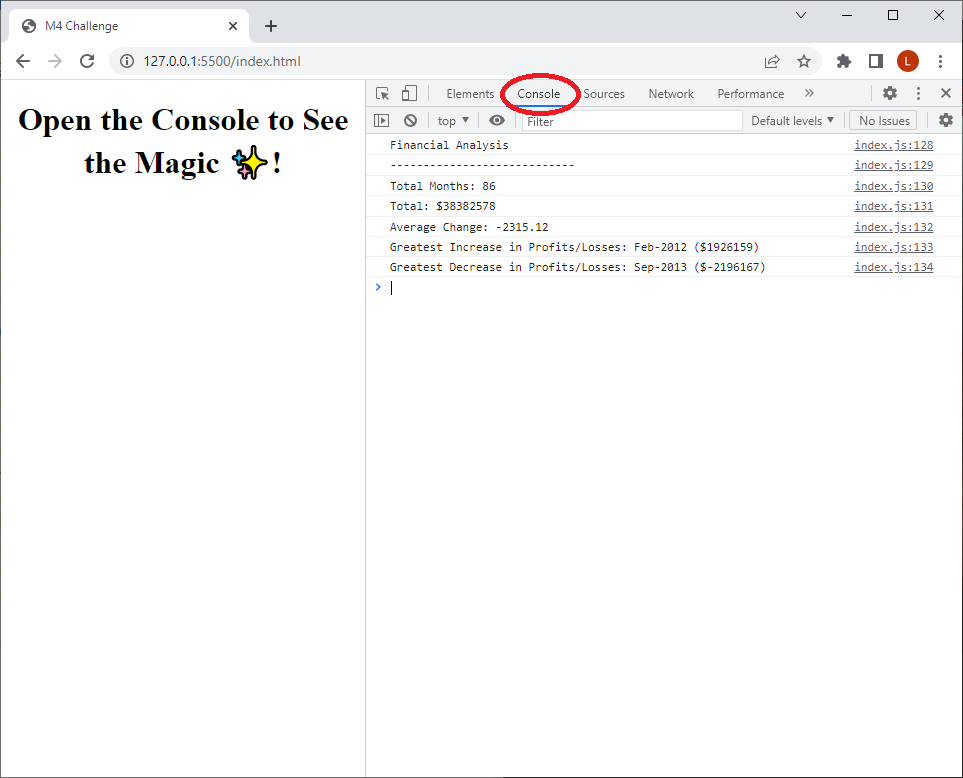 M4 Challenge
127.0.0.1:5500/index.html
L
Open the Console to See
the Magic ✨!
Elements Console Sources Network Performance »
top ▼ Filter Default levels ▼ No Issues
Financial Analysis index.js:128
---------------------------- index.js:129
Total Months: 86 index.js:130
Total: $38382578 index.js:131
Average Change: -2315.12 index.js:132
Greatest Increase in Profits/Losses: Feb-2012 ($1926159) index.js:133
Greatest Decrease in Profits/Losses: Sep-2013 ($-2196167) index.js:134